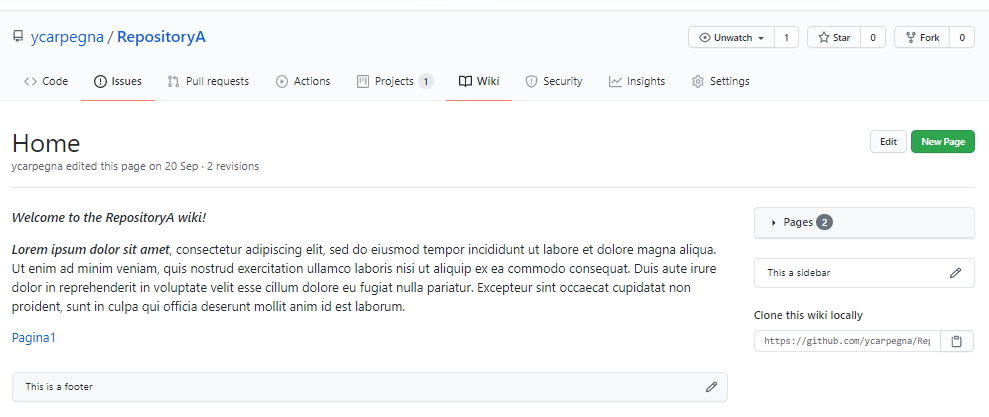 ycarpegna / RepositoryA
Unwatch 1 Star 0 Fork 0
Code Issues Pull requests Actions Projects 1 Wiki Security Insights Settings
Home
Edit New Page
ycarpegna edited this page on 20 Sep · 2 revisions
Welcome to the RepositoryA wiki!
Lorem ipsum dolor sit amet, consectetur adipiscing elit, sed do eiusmod tempor incididunt ut labore et dolore magna aliqua.
Ut enim ad minim veniam, quis nostrud exercitation ullamco laboris nisi ut aliquip ex ea commodo consequat. Duis aute irure
dolor in reprehenderit in voluptate velit esse cillum dolore eu fugiat nulla pariatur. Excepteur sint occaecat cupidatat non
proident, sunt in culpa qui officia deserunt mollit anim id est laborum.
Pagina1
This is a footer
Pages 2
This a sidebar
Clone this wiki locally
https://github.com/ycarpegna/Rep